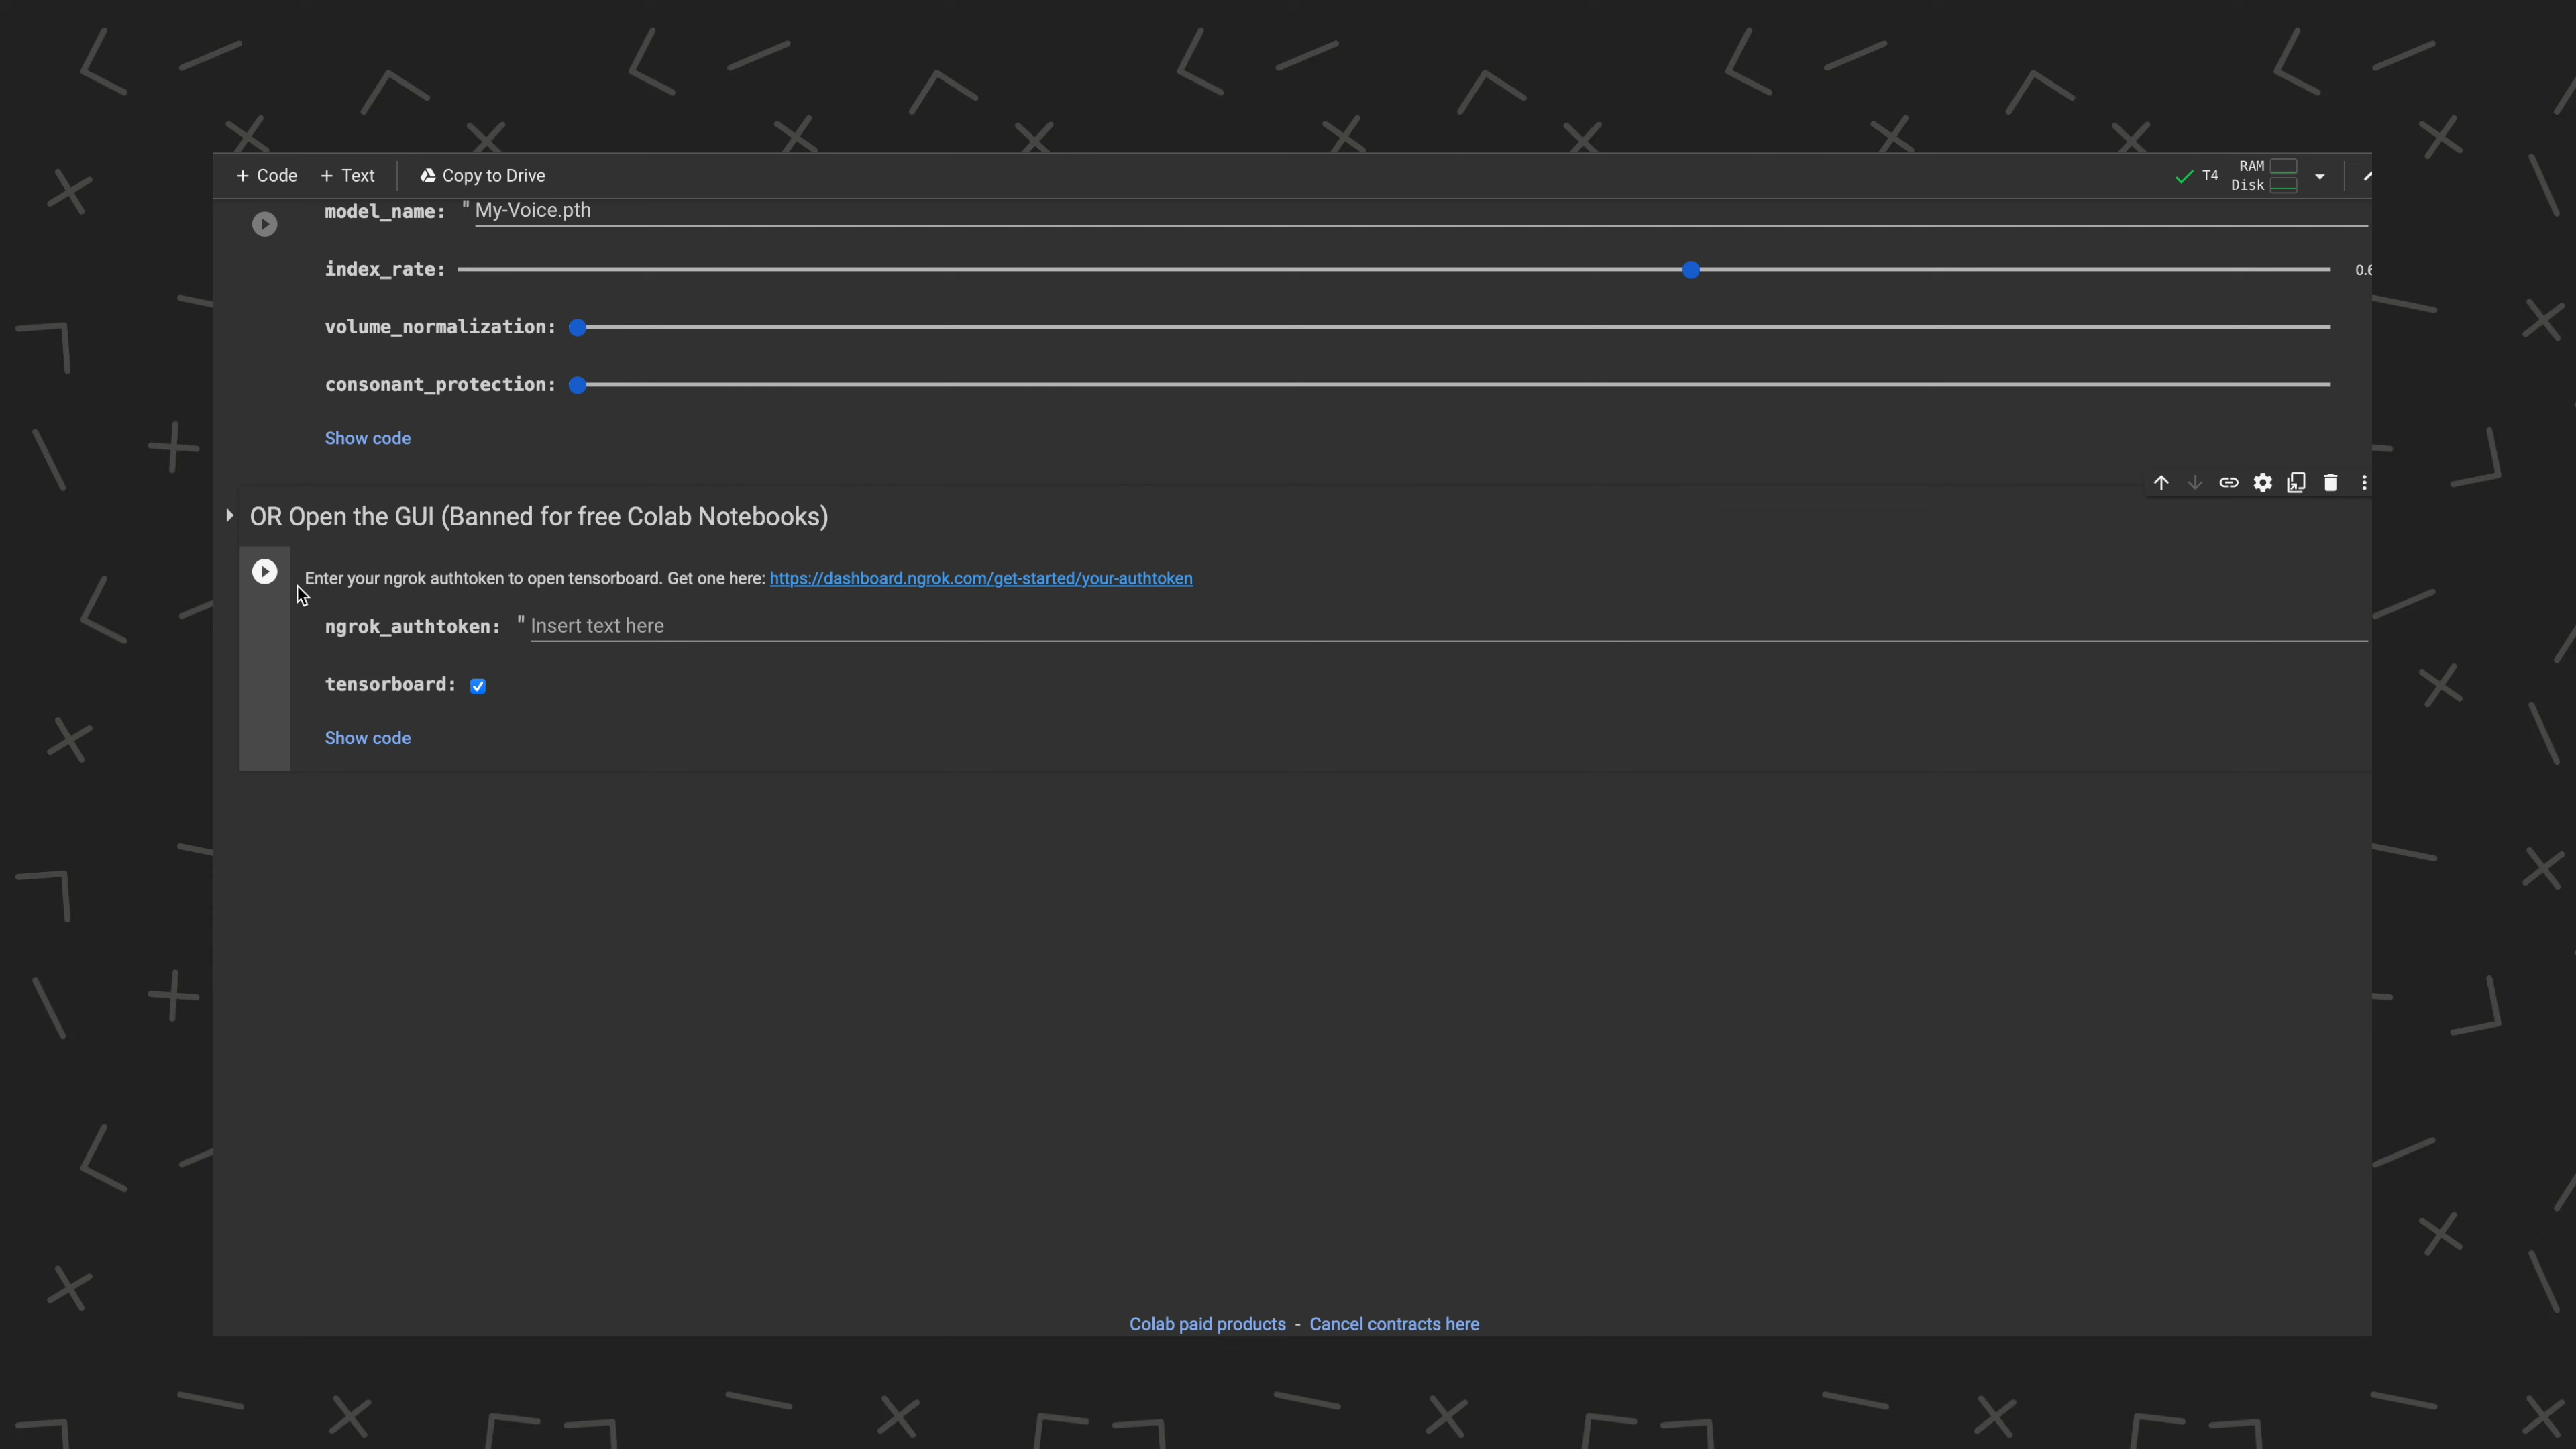 + Code + Text Copy to Drive T4 RAM
Disk
model_name: " My-Voice.pth
index_rate: 0.6
volume_normalization:
consonant_protection:
Show code
OR Open the GUI (Banned for free Colab Notebooks)
Enter your ngrok authtoken to open tensorboard. Get one here: https://dashboard.ngrok.com/get-started/your-authtoken
ngrok_authtoken: " Insert text here
tensorboard:
Show code
Colab paid products - Cancel contracts here